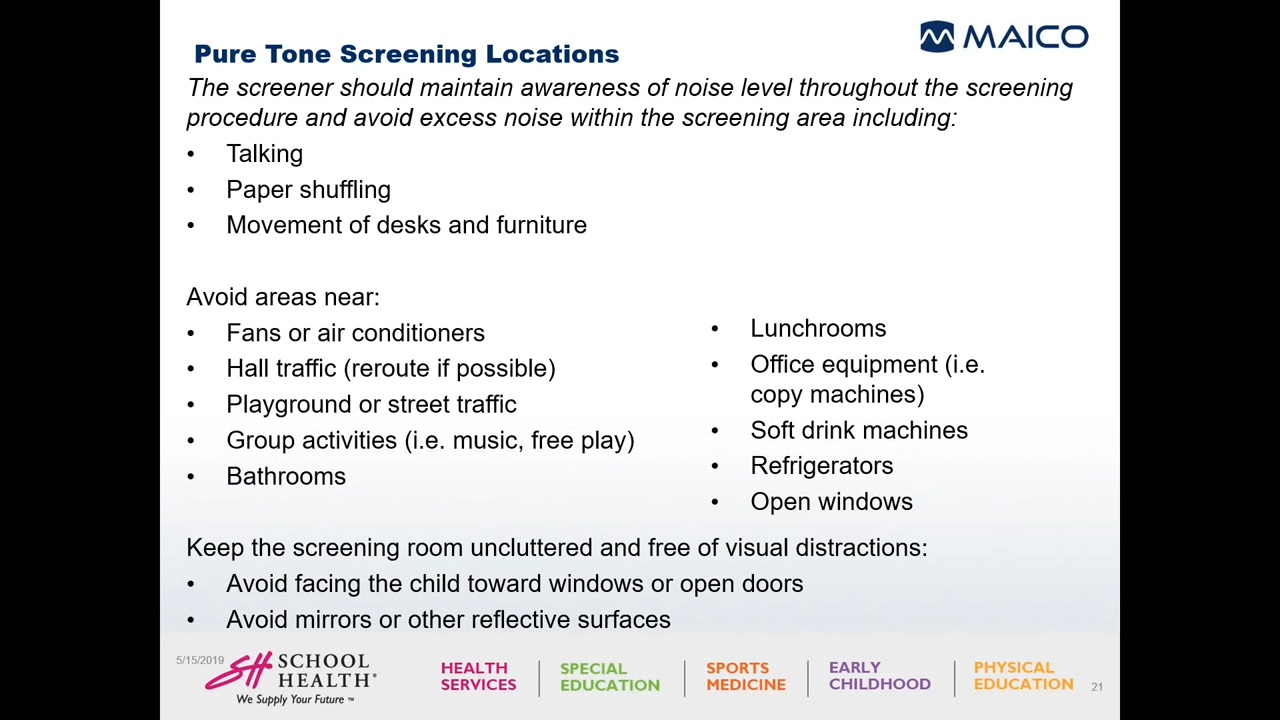 MAICO
Pure Tone Screening Locations
The screener should maintain awareness of noise level throughout the screening
procedure and avoid excess noise within the screening area including:
• Talking
• Paper shuffling
• Movement of desks and furniture
Avoid areas near:
• Fans or air conditioners
• Hall traffic (reroute if possible)
• Playground or street traffic
• Group activities (i.e. music, free play)
• Bathrooms
• Lunchrooms
• Office equipment (i.e.
copy machines)
• Soft drink machines
• Refrigerators
• Open windows
Keep the screening room uncluttered and free of visual distractions:
• Avoid facing the child toward windows or open doors
• Avoid mirrors or other reflective surfaces
5/15/2019
SH SCHOOL
HEALTH®
We Supply Your Future ™
HEALTH
SERVICES
SPECIAL
EDUCATION
SPORTS
MEDICINE
EARLY
CHILDHOOD
PHYSICAL
EDUCATION
21